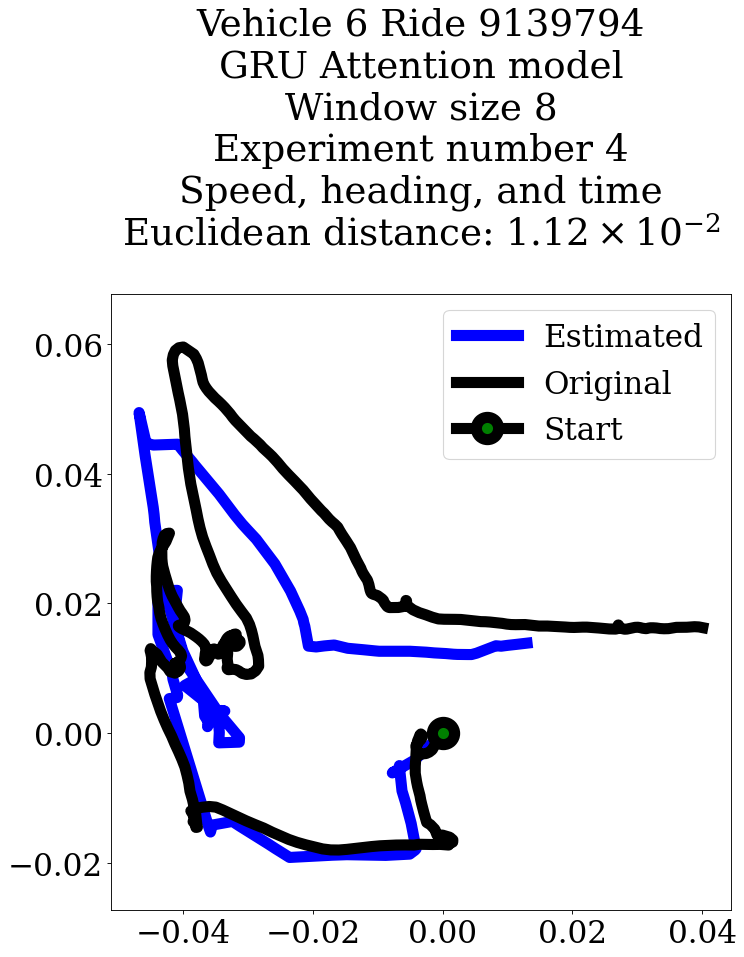 Vehicle 6 Ride 9139794
GRU Attention model
Window size 8
Experiment number 4
Speed, heading, and time
Euclidean distance: 1.12 × 10⁻²
Estimated
Original
Start
0.06
0.04
0.02
0.00
−0.02
−0.04 −0.02 0.00 0.02 0.04